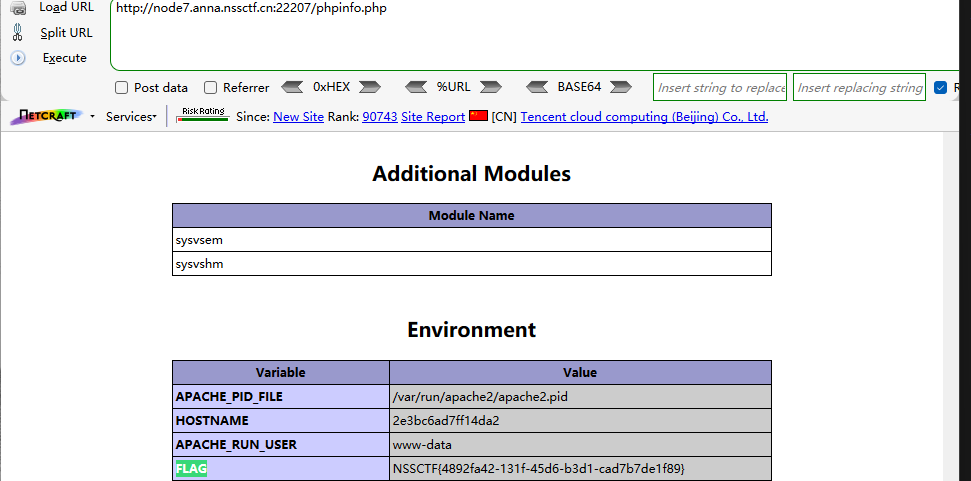 Load URL
http://node7.anna.nssctf.cn:22207/phpinfo.php
Split URL
Execute
Post data Referrer 0xHEX %URL BASE64 Insert string to replace Insert replacing string
NETCRAFT Services Risk Rating Since: New Site Rank: 90743 Site Report [CN] Tencent cloud computing (Beijing) Co., Ltd.
Additional Modules
Module Name
sysvsem
sysvshm
Environment
Variable Value
APACHE_PID_FILE /var/run/apache2/apache2.pid
HOSTNAME 2e3bc6ad7ff14da2
APACHE_RUN_USER www-data
FLAG NSSCTF{4892fa42-131f-45d6-b3d1-cad7b7de1f89}